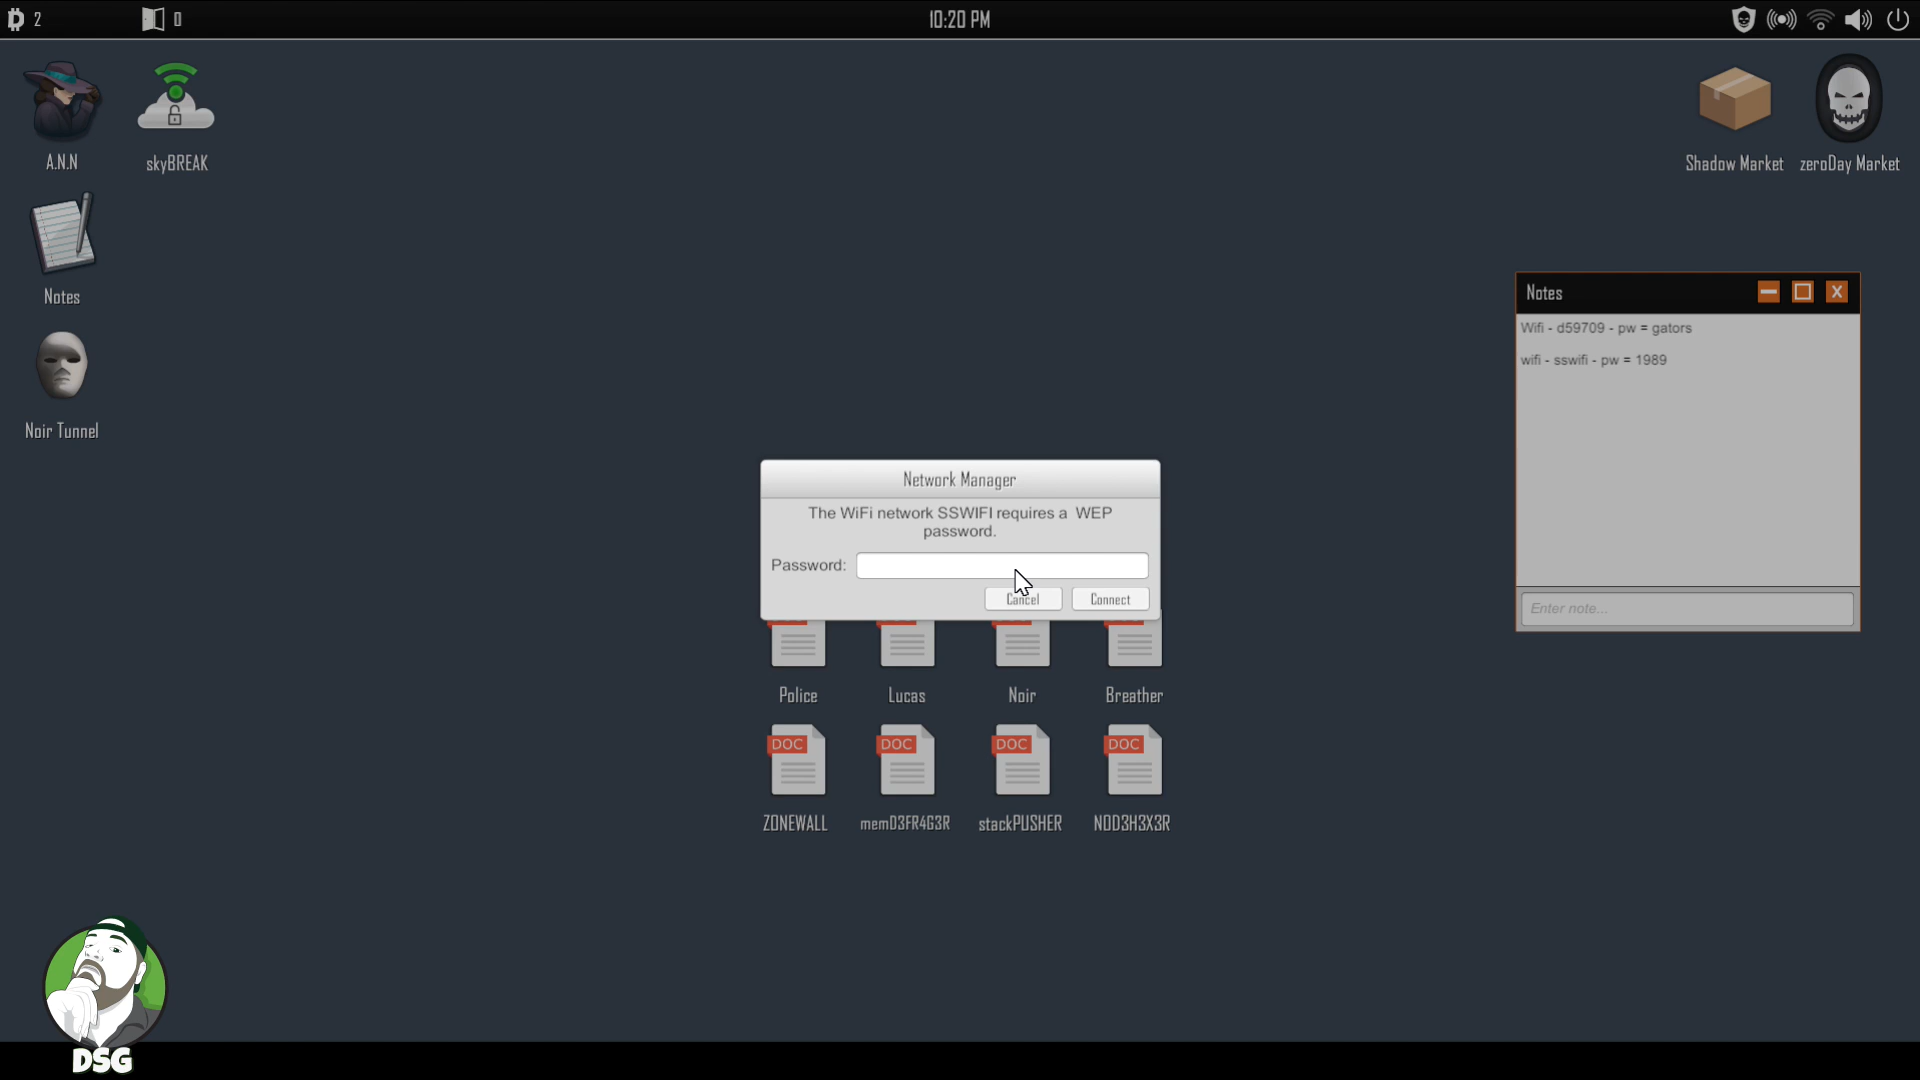 2
0
10:20 PM
A.N.N
skyBREAK
Shadow Market
zeroDay Market
Notes
Noir Tunnel
Notes
Wifi - d59709 - pw = gators
wifi - sswifi - pw = 1989
Enter note...
Network Manager
The WiFi network SSWIFI requires a WEP
password.
Password:
Cancel
Connect
Police
Lucas
Noir
Breather
DOC
DOC
DOC
DOC
ZONEWALL
memD3FR4G3R
stackPUSHER
NODE3H3X3R
DSG